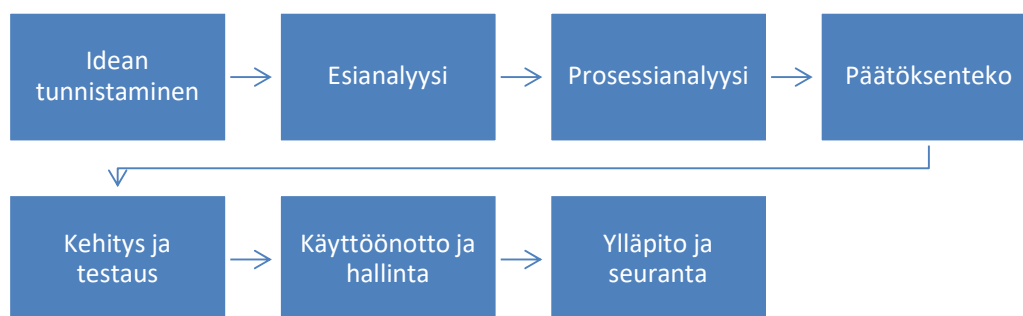 Idean
tunnistaminen
Esianalyysi
Prosessianalyysi
Päätöksenteko
Kehitys ja
testaus
Käyttöönotto ja
hallinta
Ylläpito ja
seuranta